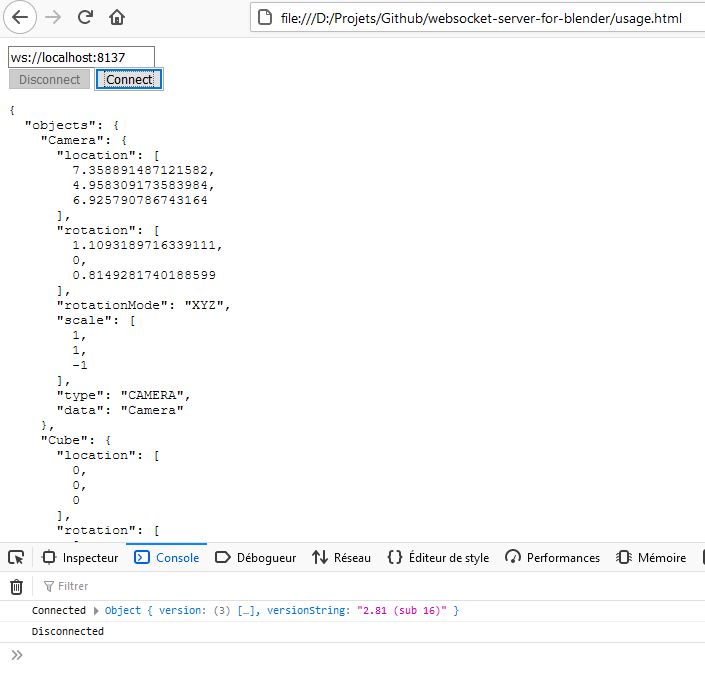 file:///D:/Projets/Github/websocket-server-for-blender/usage.html
ws://localhost:8137
Disconnect Connect
{
"objects": {
"Camera": {
"location": [
7.358891487121582,
4.958309173583984,
6.925790786743164
],
"rotation": [
1.1093189716339111,
0,
0.8149281740188599
],
"rotationMode": "XYZ",
"scale": [
1,
1,
-1
],
"type": "CAMERA",
"data": "Camera"
},
"Cube": {
"location": [
0,
0,
0
],
"rotation": [
Inspecteur Console Débogueur Réseau {} Éditeur de style Performances Mémoire
Filtrer
Connected Object { version: (3) […], versionString: "2.81 (sub 16)" }
Disconnected